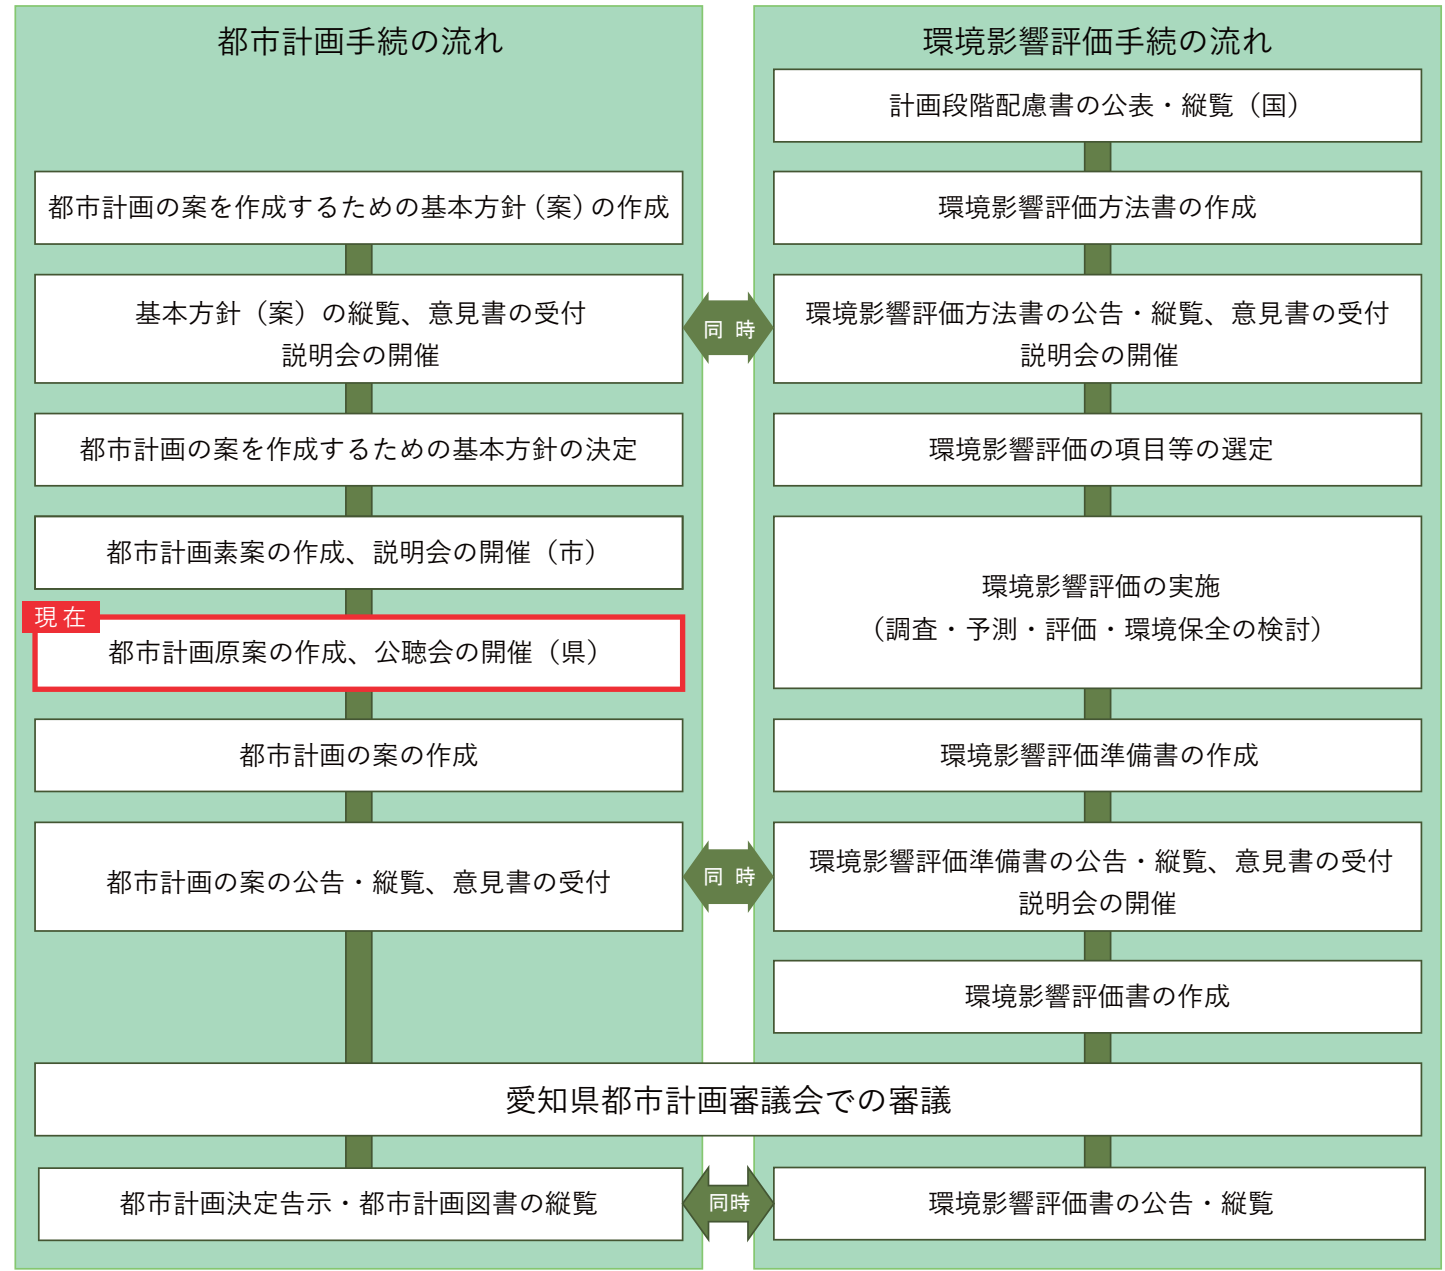 都市計画手続の流れ
都市計画の案を作成するための基本方針（案）の作成
基本方針（案）の縦覧、意見書の受付
説明会の開催
都市計画の案を作成するための基本方針の決定
都市計画素案の作成、説明会の開催（市）
現在
都市計画原案の作成、公聴会の開催（県）
都市計画の案の作成
都市計画の案の公告・縦覧、意見書の受付
同時
同時
環境影響評価手続の流れ
計画段階配慮書の公表・縦覧（国）
環境影響評価方法書の作成
環境影響評価方法書の公告・縦覧、意見書の受付
説明会の開催
環境影響評価の項目等の選定
環境影響評価の実施
（調査・予測・評価・環境保全の検討）
環境影響評価準備書の作成
環境影響評価準備書の公告・縦覧、意見書の受付
説明会の開催
環境影響評価書の作成
愛知県都市計画審議会での審議
都市計画決定告示・都市計画図書の縦覧
同時
環境影響評価書の公告・縦覧